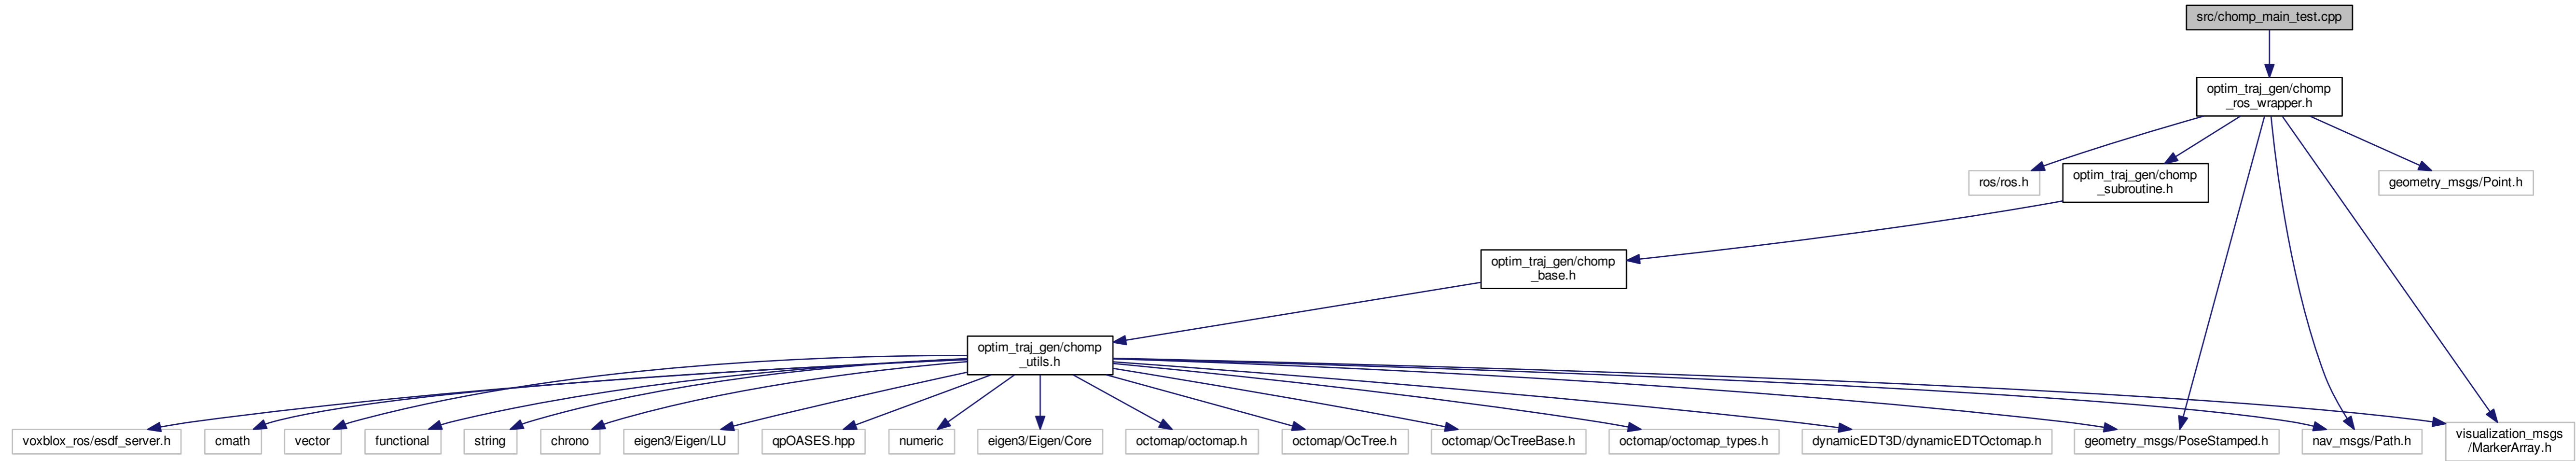 src/chomp_main_test.cpp
optim_traj_gen/chomp
_ros_wrapper.h
ros/ros.h
optim_traj_gen/chomp
_subroutine.h
geometry_msgs/Point.h
optim_traj_gen/chomp
_base.h
optim_traj_gen/chomp
_utils.h
voxblox_ros/esdf_server.h
cmath
vector
functional
string
chrono
eigen3/Eigen/LU
qpOASES.hpp
numeric
eigen3/Eigen/Core
octomap/octomap.h
octomap/OcTree.h
octomap/OcTreeBase.h
octomap/octomap_types.h
dynamicEDT3D/dynamicEDTOctomap.h
geometry_msgs/PoseStamped.h
nav_msgs/Path.h
visualization_msgs
/MarkerArray.h